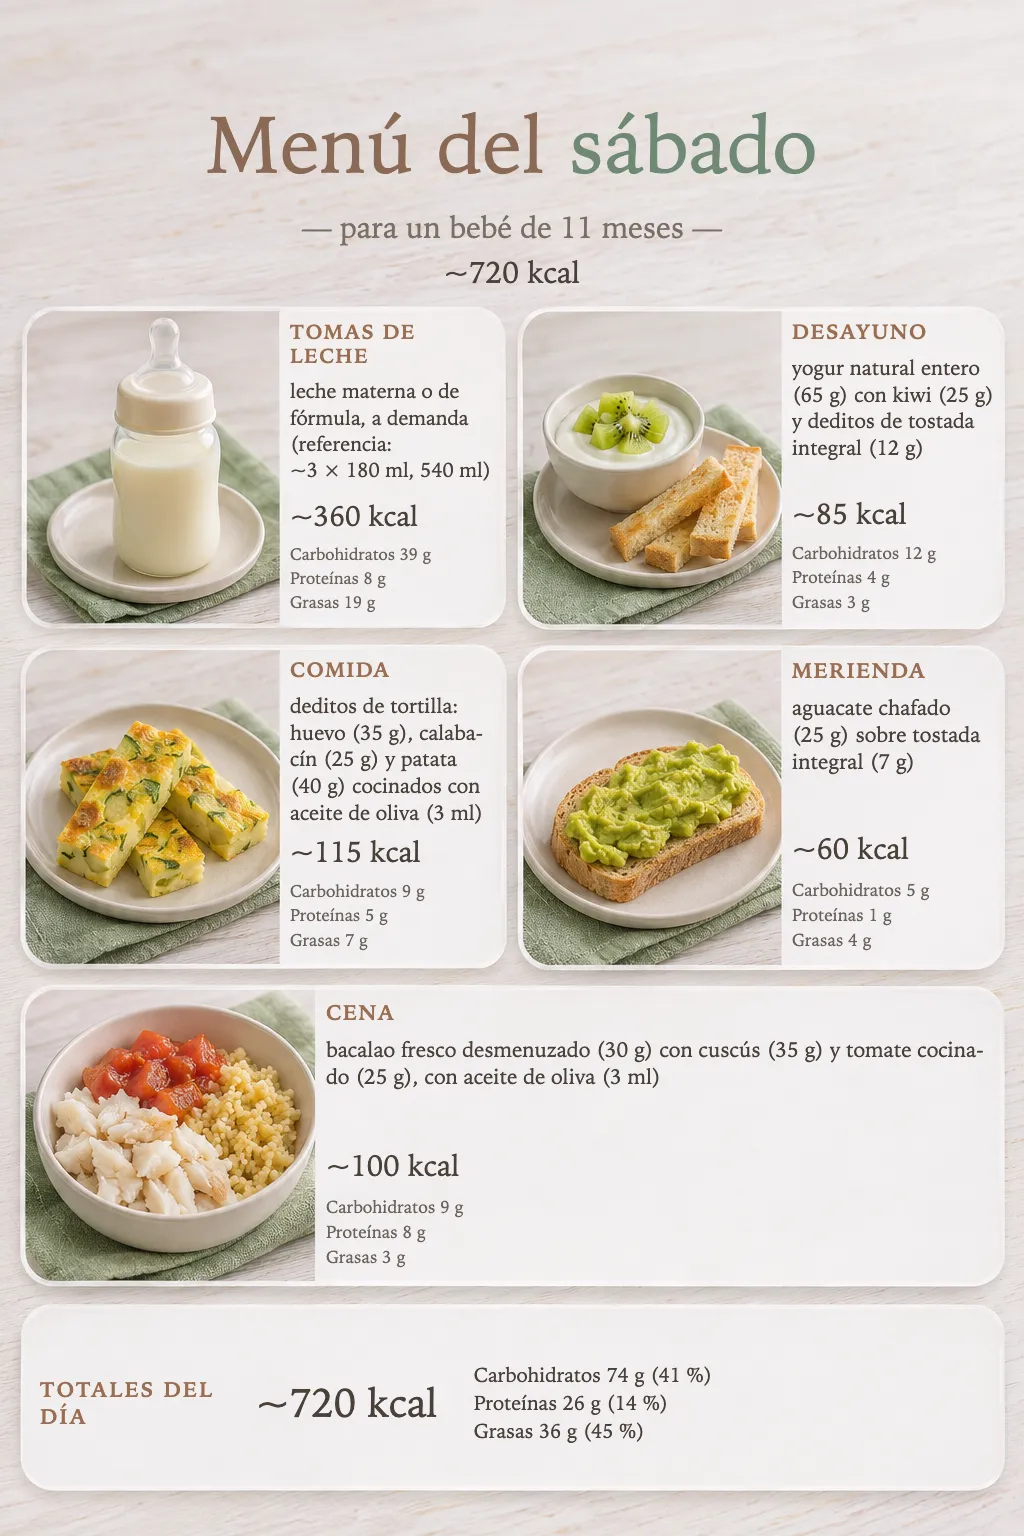 Menú del sábado
— para un bebé de 11 meses —
~720 kcal
TOMAS DE
LECHE
leche materna o de
fórmula, a demanda
(referencia:
~3 × 180 ml, 540 ml)
~360 kcal
Carbohidratos 39 g
Proteínas 8 g
Grasas 19 g
DESAYUNO
yogur natural entero
(65 g) con kiwi (25 g)
y deditos de tostada
integral (12 g)
~85 kcal
Carbohidratos 12 g
Proteínas 4 g
Grasas 3 g
COMIDA
deditos de tortilla:
huevo (35 g), calaba-
cín (25 g) y patata
(40 g) cocinados con
aceite de oliva (3 ml)
~115 kcal
Carbohidratos 9 g
Proteínas 5 g
Grasas 7 g
MERIENDA
aguacate chafado
(25 g) sobre tostada
integral (7 g)
~60 kcal
Carbohidratos 5 g
Proteínas 1 g
Grasas 4 g
CENA
bacalao fresco desmenuzado (30 g) con cuscús (35 g) y tomate cocina-
do (25 g), con aceite de oliva (3 ml)
~100 kcal
Carbohidratos 9 g
Proteínas 8 g
Grasas 3 g
TOTALES DEL
DÍA
~720 kcal
Carbohidratos 74 g (41 %)
Proteínas 26 g (14 %)
Grasas 36 g (45 %)